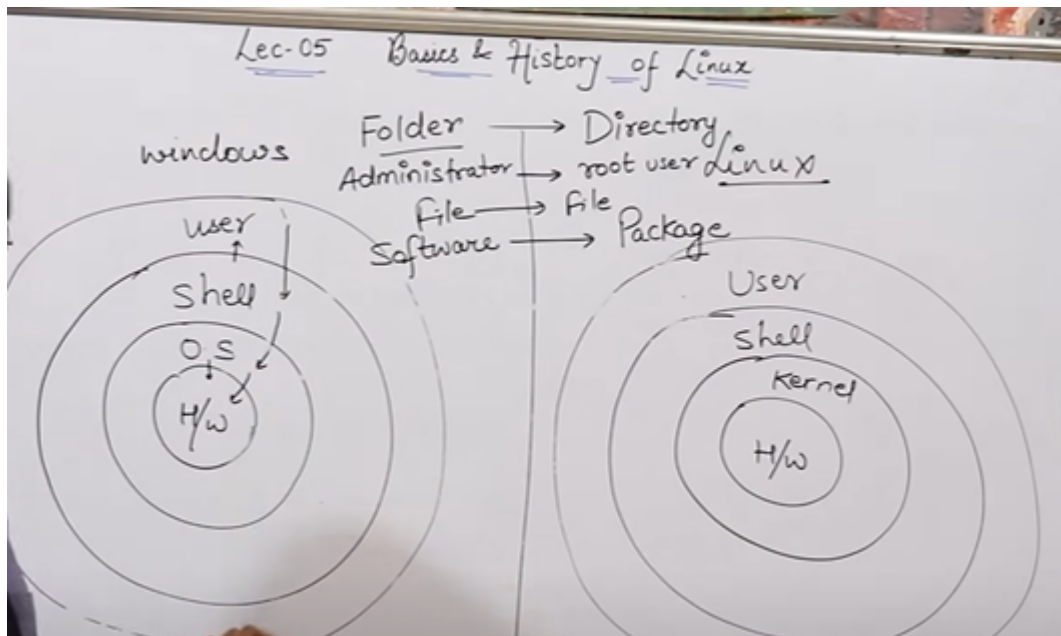 Lec-05 Basics & History of Linux
windows
Folder → Directory
Administrator → root user
Linux
File → File
Software → Package
user
Shell
O.S
H/W
User
Shell
Kernel
H/W